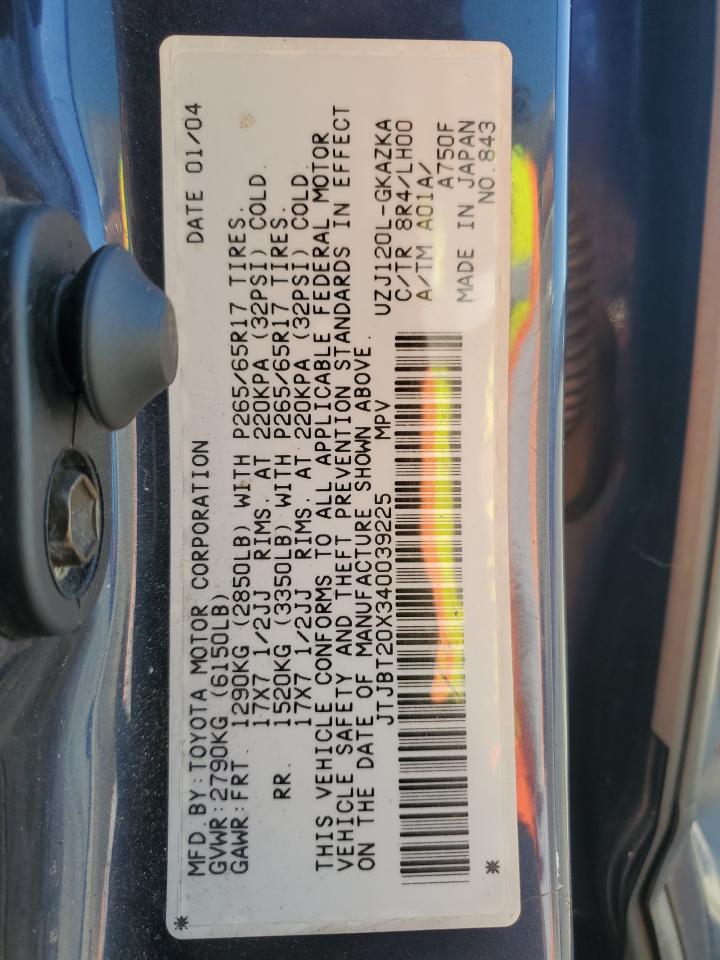 MFD.BY:TOYOTA MOTOR CORPORATION DATE 01/04
GVWR:2790KG(6150LB)
GAWR:FRT. 1290KG (2850LB) WITH P265/65R17 TIRES.
17X7 1/2JJ RIMS. AT 220KPA (32PSI) COLD.
RR. 1520KG (3350LB) WITH P265/65R17 TIRES.
17X7 1/2JJ RIMS. AT 220KPA (32PSI) COLD.
THIS VEHICLE CONFORMS TO ALL APPLICABLE FEDERAL MOTOR
VEHICLE SAFETY AND THEFT PREVENTION STANDARDS IN EFFECT
ON THE DATE OF MANUFACTURE SHOWN ABOVE.
JTJBT20X340039225 MPV UZJ120L-GKAZKA
C/TR 8R4/LH00
A/TM A01A/ A750F
MADE IN JAPAN
NO.843